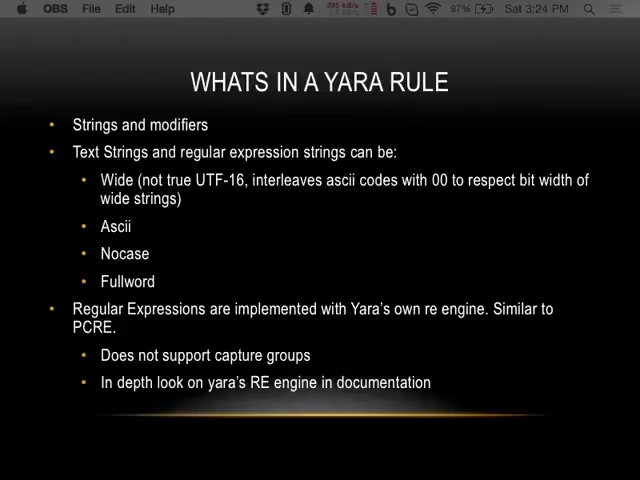 OBS File Edit Help 97% Sat 3:24 PM
WHATS IN A YARA RULE
• Strings and modifiers
• Text Strings and regular expression strings can be:
• Wide (not true UTF-16, interleaves ascii codes with 00 to respect bit width of
wide strings)
• Ascii
• Nocase
• Fullword
• Regular Expressions are implemented with Yara's own re engine. Similar to
PCRE.
• Does not support capture groups
• In depth look on yara's RE engine in documentation